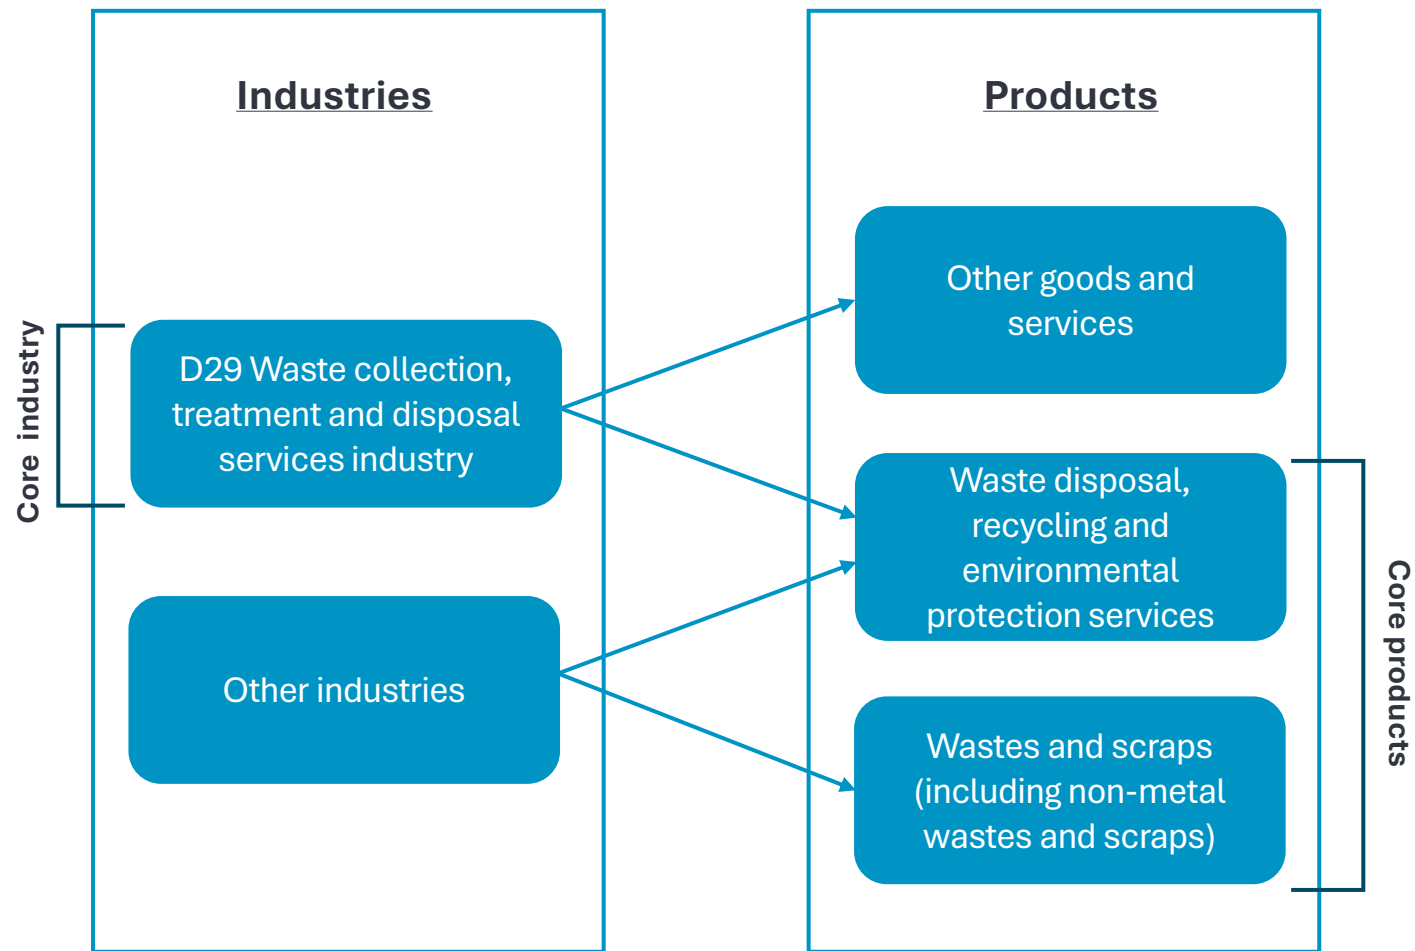 Industries
Core industry
D29 Waste collection,
treatment and disposal
services industry
Other industries
Products
Other goods and
services
Waste disposal,
recycling and
environmental
protection services
Wastes and scraps
(including non-metal
wastes and scraps)
Core products